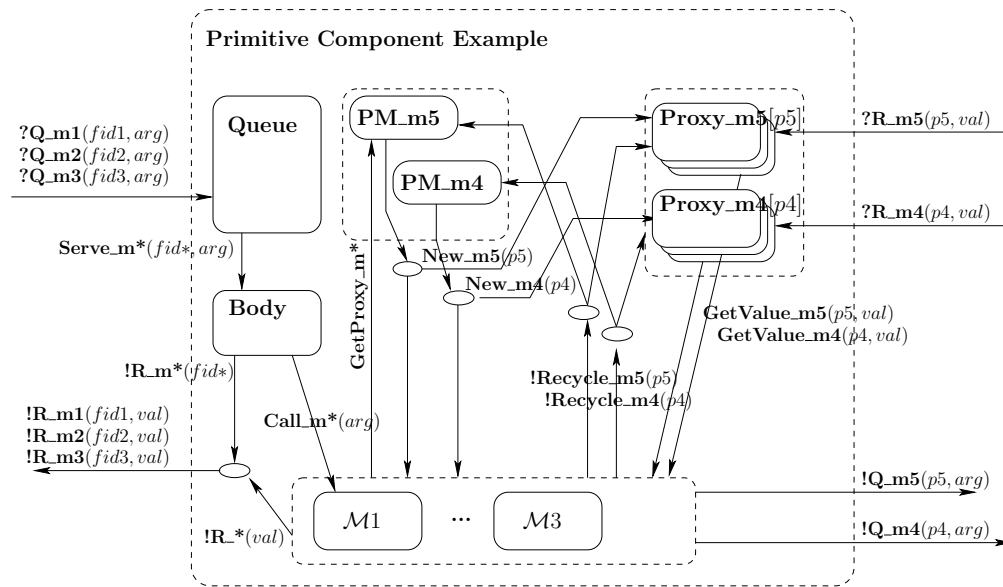 Primitive Component Example
Queue
PM_m5
PM_m4
Proxy_m5[p5]
Proxy_m4[p4]
?Q_m1(fid1, arg)
?Q_m2(fid2, arg)
?Q_m3(fid3, arg)
?R_m5(p5, val)
?R_m4(p4, val)
Serve_m*(fid*, arg)
GetProxy_m*
New_m5(p5)
New_m4(p4)
Body
GetValue_m5(p5, val)
GetValue_m4(p4, val)
!R_m*(fid*)
!Recycle_m5(p5)
!Recycle_m4(p4)
Call_m*(arg)
!R_m1(fid1, val)
!R_m2(fid2, val)
!R_m3(fid3, val)
!Q_m5(p5, arg)
M1
...
M3
!R_*(val)
!Q_m4(p4, arg)